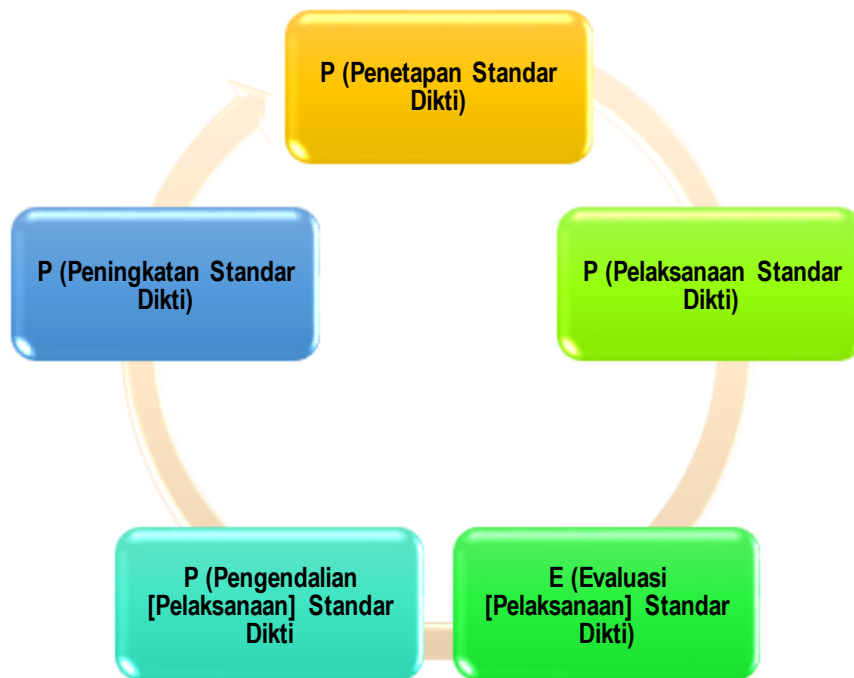 P (Penetapan Standar
Dikti)
P (Pelaksanaan Standar
Dikti)
E (Evaluasi
[Pelaksanaan] Standar
Dikti)
P (Pengendalian
[Pelaksanaan] Standar
Dikti
P (Peningkatan Standar
Dikti)